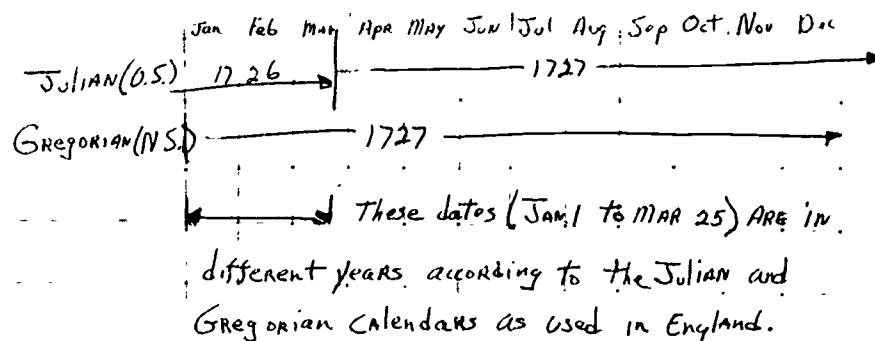 Jan Feb MAR APR MAY JUN Jul Aug Sep Oct. Nov Dec
Julian (O.S.) 1726 1727
Gregorian (N.S.) 1727
These dates (JAN 1 to MAR 25) ARE in
different years according to the Julian and
Gregorian Calendars as used in England.